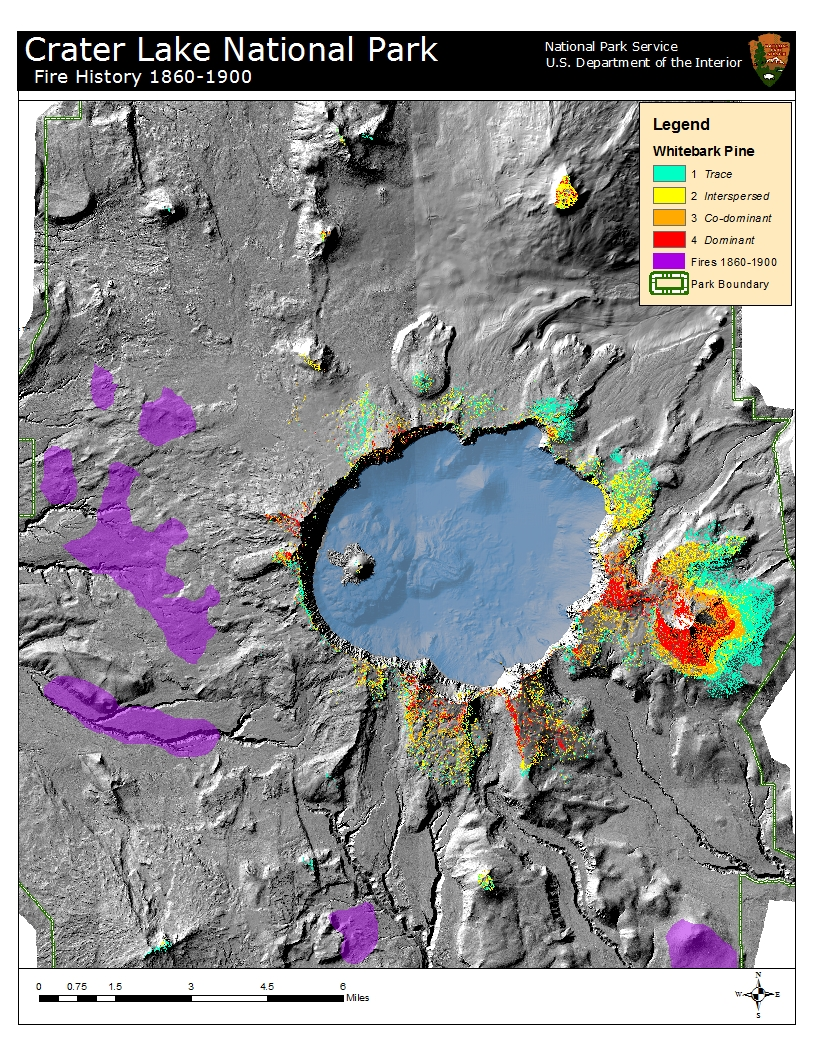 Crater Lake National Park
Fire History 1860-1900
National Park Service
U.S. Department of the Interior
Legend
Whitebark Pine
1 Trace
2 Interspersed
3 Co-dominant
4 Dominant
Fires 1860-1900
Park Boundary
0 0.75 1.5 3 4.5 6
Miles
N
W E
S